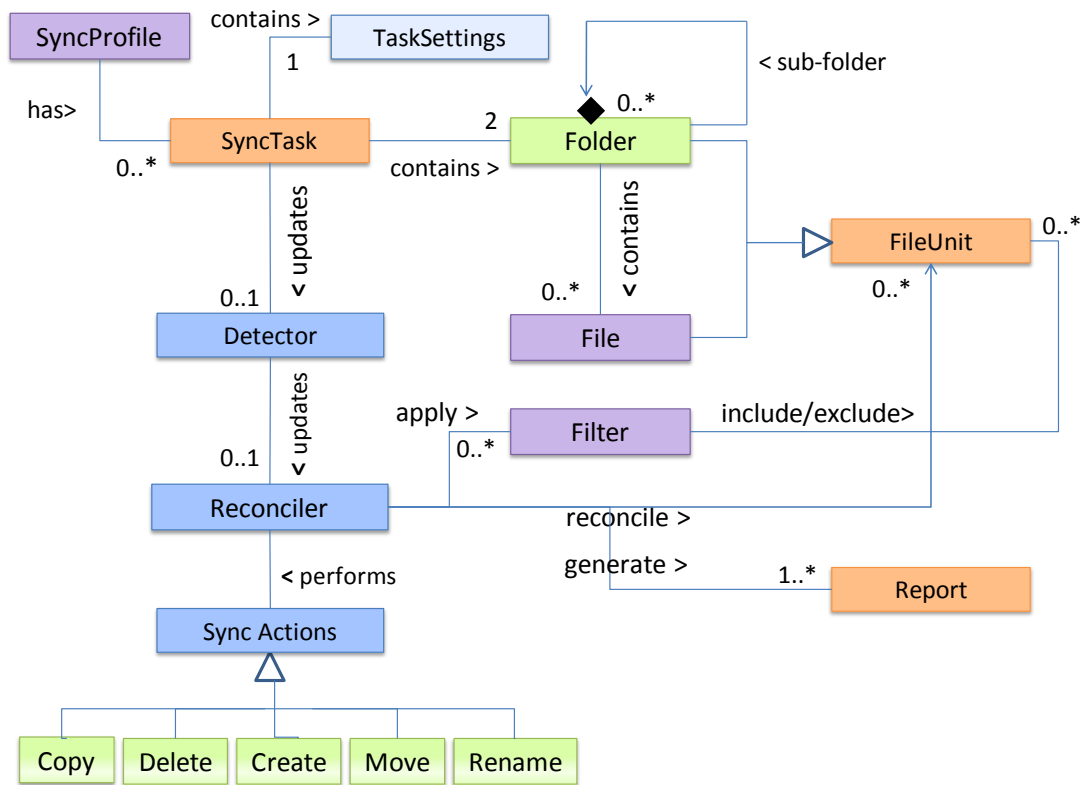 contains >
SyncProfile
TaskSettings
1
< sub-folder
has>
0..*
2
SyncTask
Folder
0..*
contains >
< updates
< contains
FileUnit
0..*
0..*
0..1
0..*
Detector
File
< updates
apply >
include/exclude>
Filter
0..*
0..1
Reconciler
reconcile >
generate >
< performs
1..*
Report
Sync Actions
Copy
Delete
Create
Move
Rename